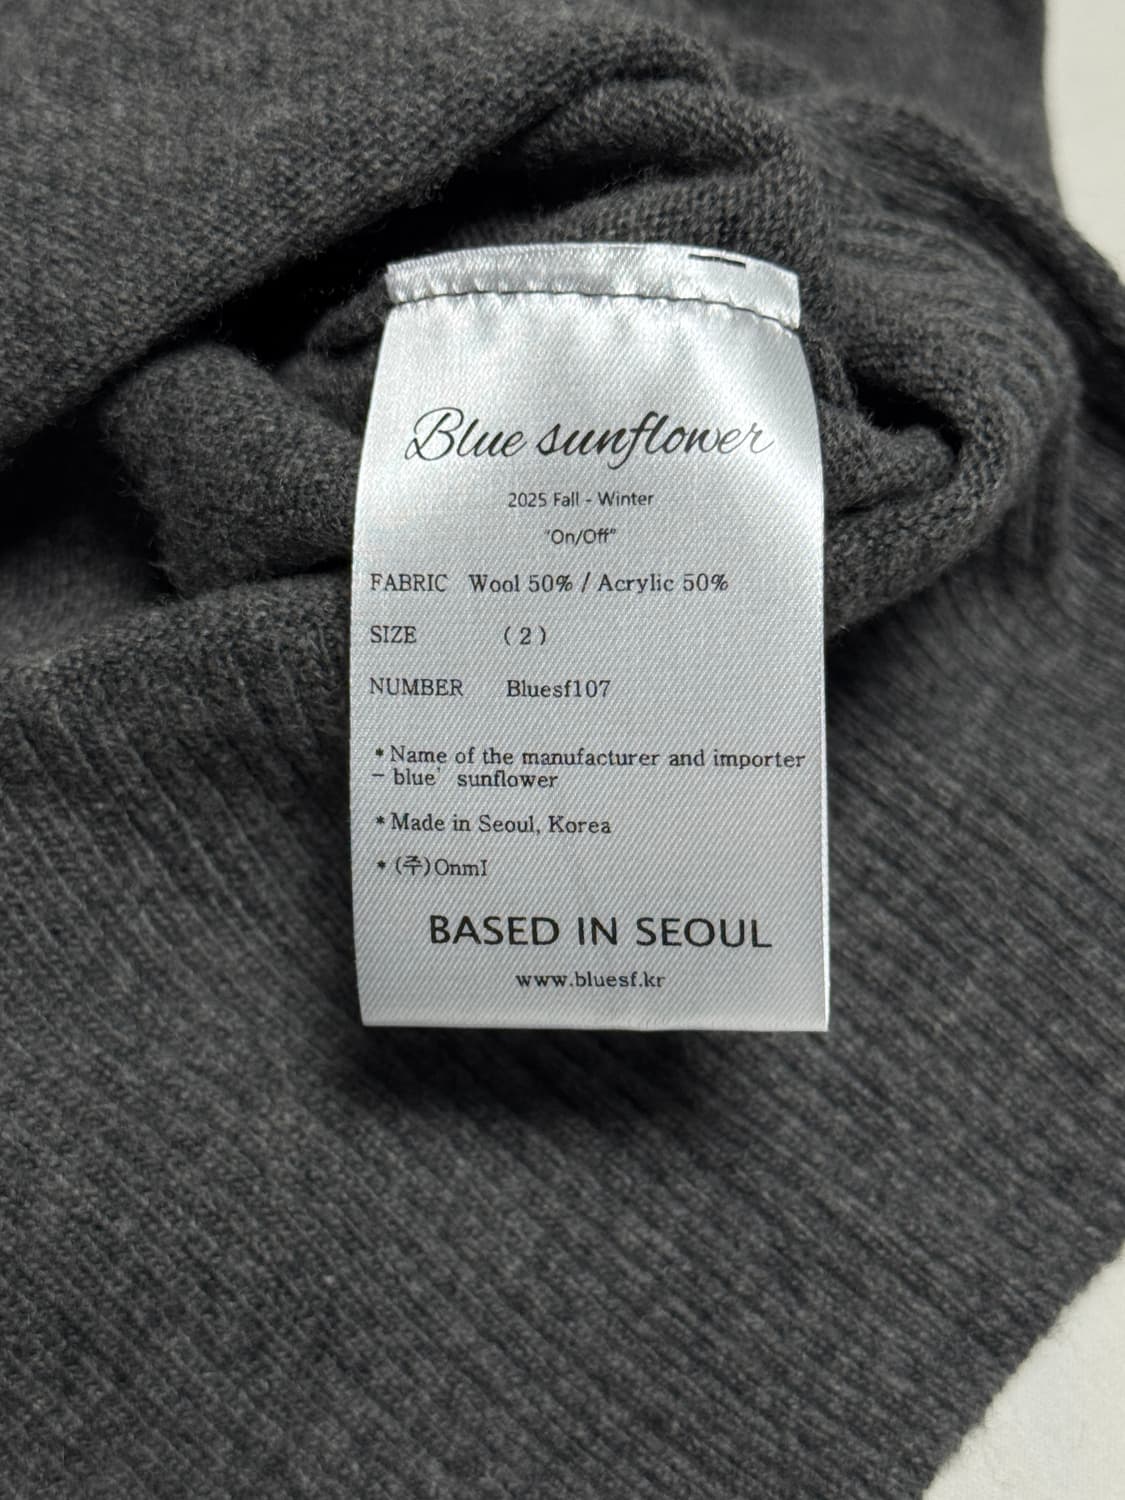 Blue sunflower
2025 Fall - Winter
"On/Off"
FABRIC Wool 50% / Acrylic 50%
SIZE ( 2 )
NUMBER Bluesf107
* Name of the manufacturer and importer
- blue' sunflower
* Made in Seoul, Korea
* (주)OnmI
BASED IN SEOUL
www.bluesf.kr